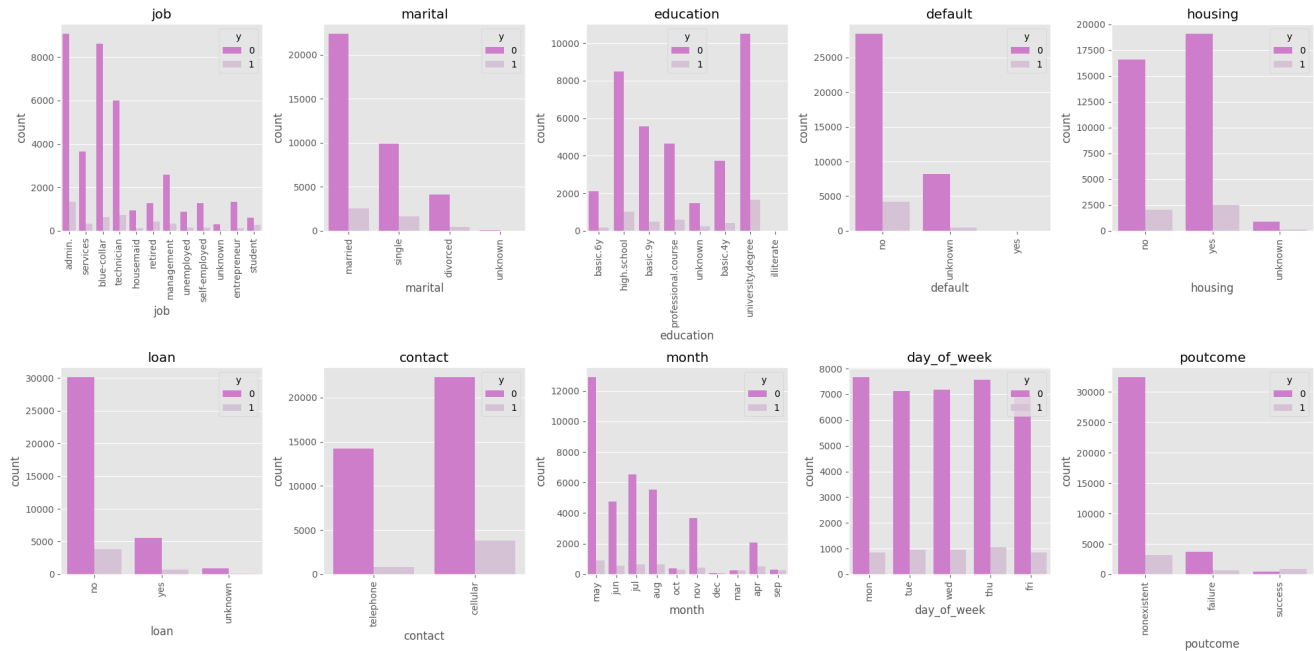 job
y
0
1
count
8000
6000
4000
2000
0
admin.
services
blue-collar
technician
housemaid
retired
management
unemployed
self-employed
unknown
entrepreneur
student
job
marital
y
0
1
count
20000
15000
10000
5000
0
married
single
divorced
unknown
marital
education
y
0
1
count
10000
8000
6000
4000
2000
0
basic.6y
high.school
basic.9y
professional.course
unknown
basic.4y
university.degree
illiterate
education
default
y
0
1
count
25000
20000
15000
10000
5000
0
no
unknown
yes
default
housing
y
0
1
count
20000
17500
15000
12500
10000
7500
5000
2500
0
no
yes
unknown
housing
loan
y
0
1
count
30000
25000
20000
15000
10000
5000
0
no
yes
unknown
loan
contact
y
0
1
count
20000
15000
10000
5000
0
telephone
cellular
contact
month
y
0
1
count
12000
10000
8000
6000
4000
2000
0
may
jun
jul
aug
oct
nov
dec
mar
apr
sep
month
day_of_week
y
0
1
count
8000
7000
6000
5000
4000
3000
2000
1000
0
mon
tue
wed
thu
fri
day_of_week
poutcome
y
0
1
count
30000
25000
20000
15000
10000
5000
0
nonexistent
failure
success
poutcome